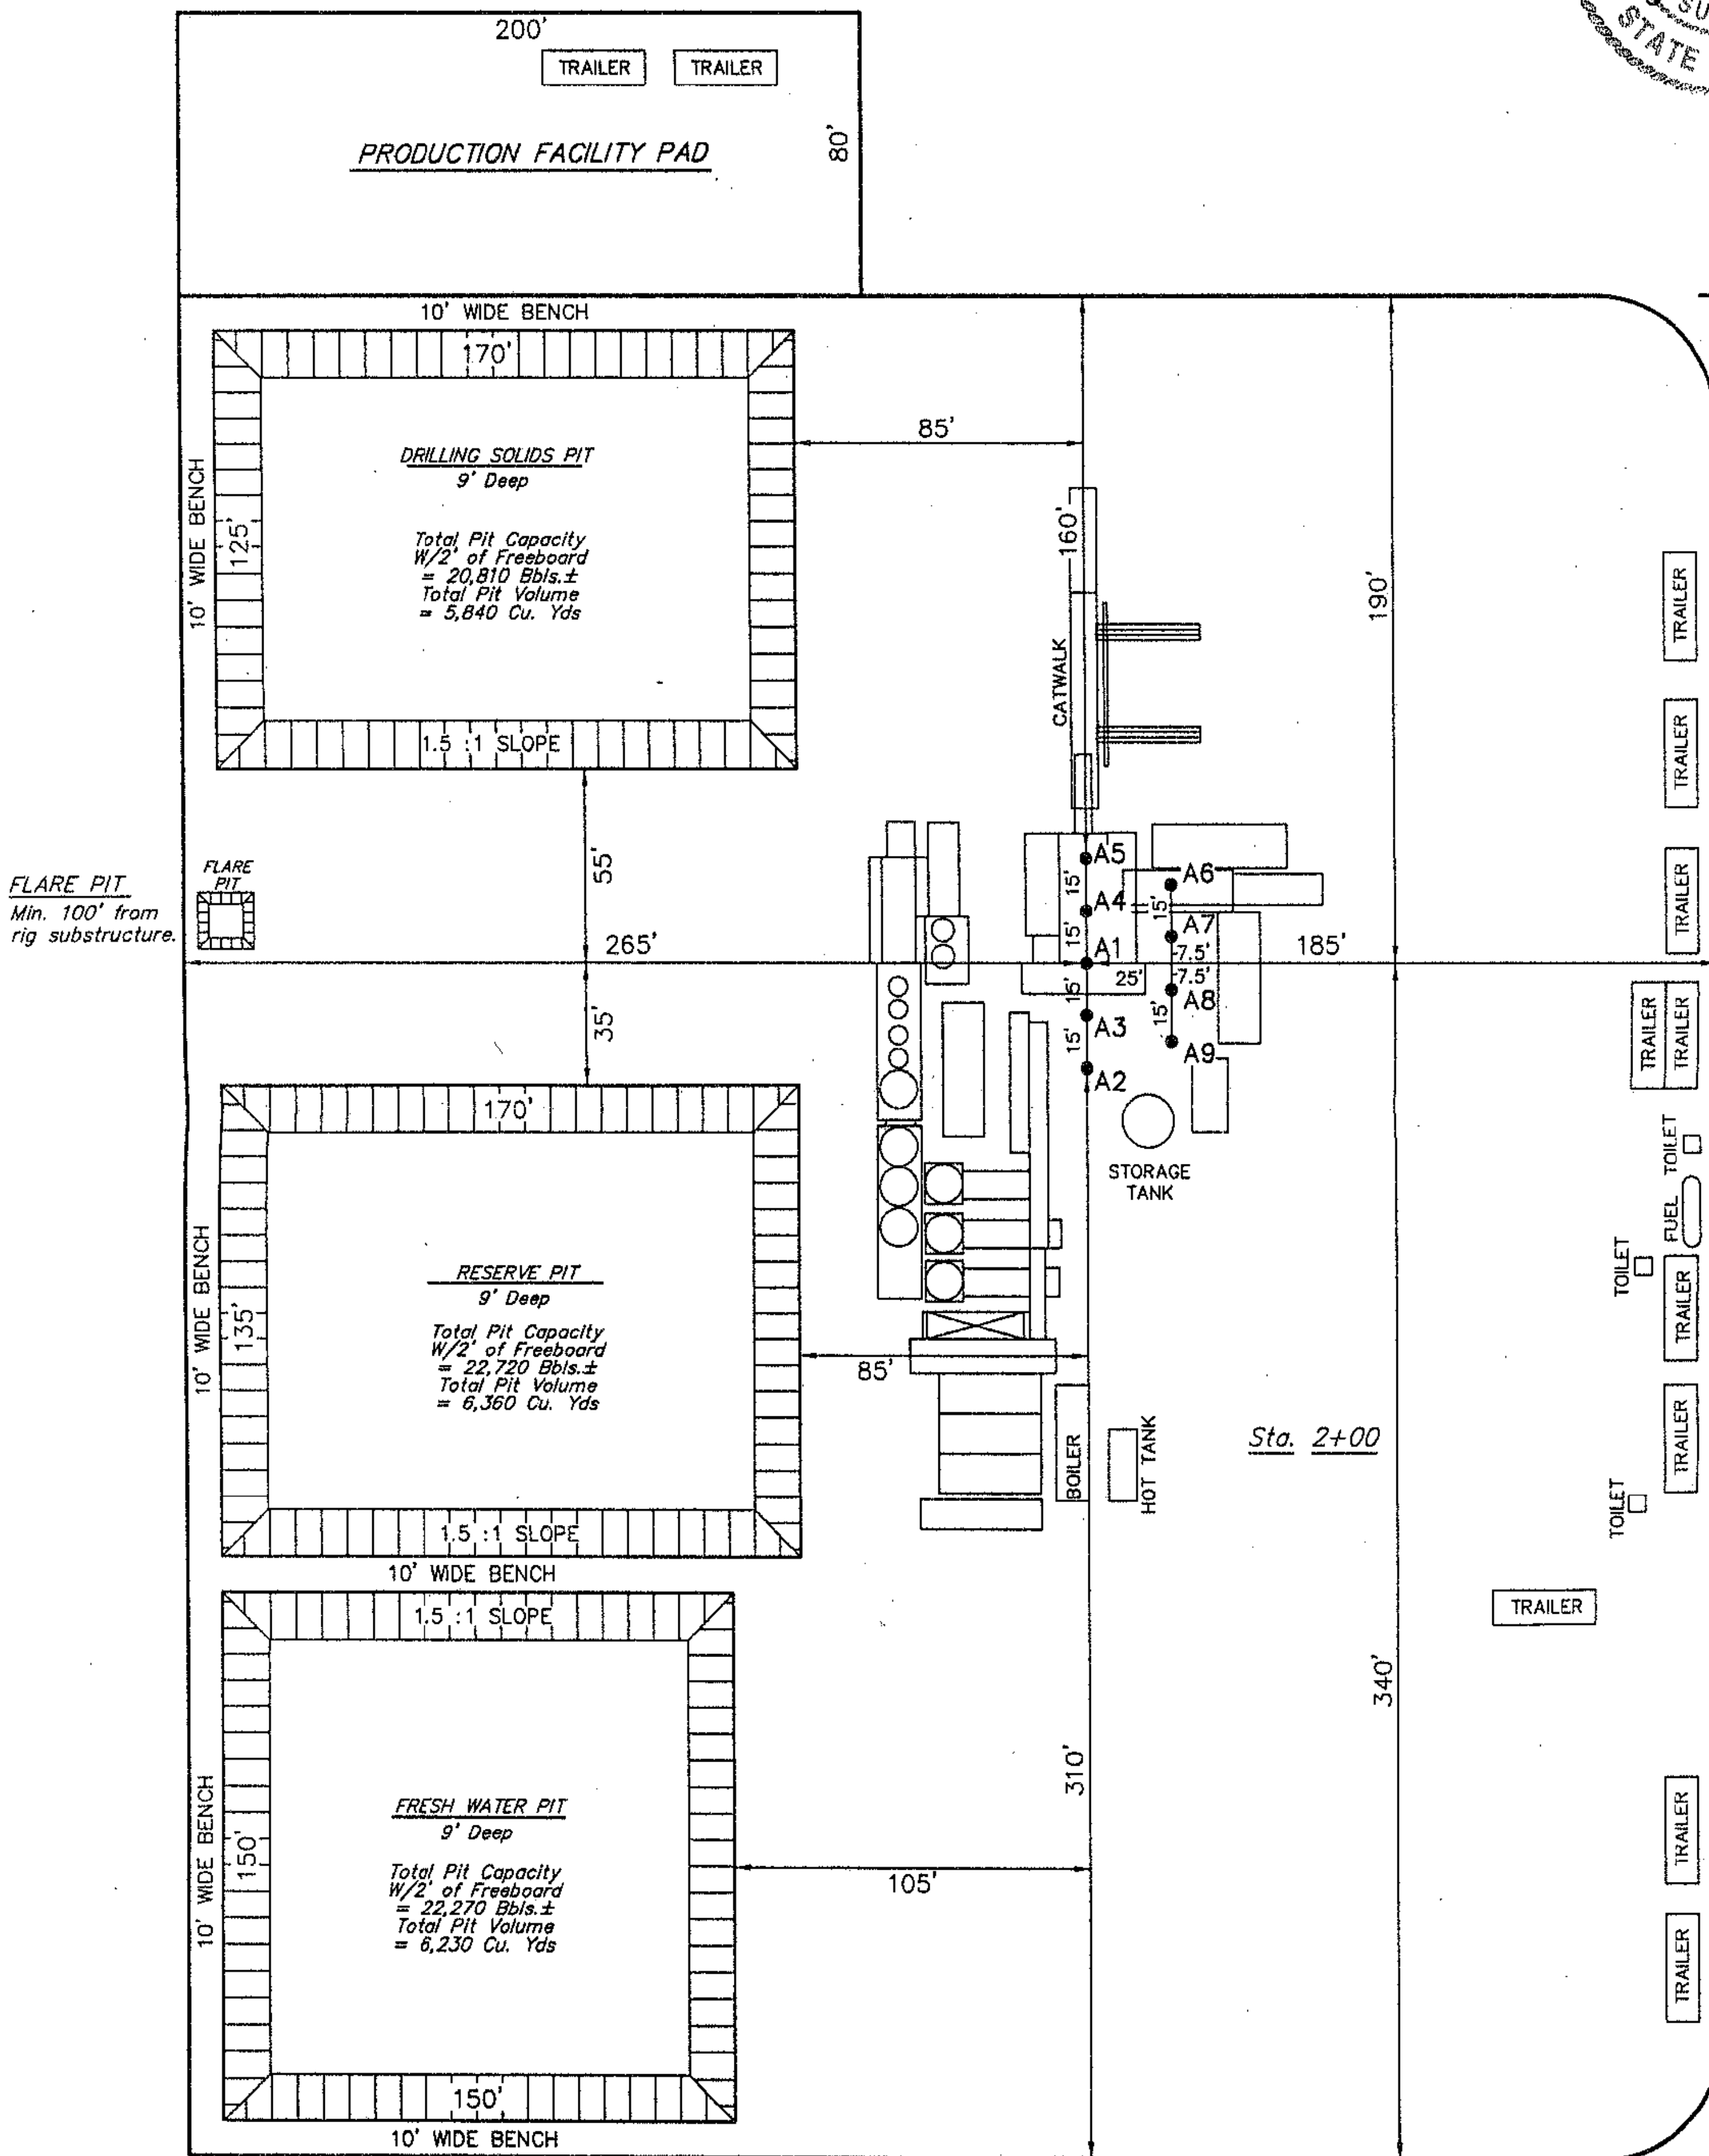 SU
STATE
200'
TRAILER
TRAILER
80'
PRODUCTION FACILITY PAD
10' WIDE BENCH
170'
10' WIDE BENCH
125'
DRILLING SOLIDS PIT
9' Deep
Total Pit Capacity
W/2' of Freeboard
= 20,810 Bbls.±
Total Pit Volume
= 5,840 Cu. Yds
1.5 :1 SLOPE
85'
160'
190'
CATWALK
TRAILER
TRAILER
TRAILER
FLARE PIT
Min. 100' from
rig substructure.
FLARE
PIT
55'
265'
35'
A5
15'
A4
15'
A1
15'
A3
15'
A2
25'
A6
15'
A7
7.5'
7.5'
A8
15'
A9
185'
TRAILER
TRAILER
STORAGE
TANK
TOILET
FUEL
TOILET
TRAILER
TRAILER
TOILET
170'
10' WIDE BENCH
135'
RESERVE PIT
9' Deep
Total Pit Capacity
W/2' of Freeboard
= 22,720 Bbls.±
Total Pit Volume
= 6,360 Cu. Yds
1.5 :1 SLOPE
85'
BOILER
HOT TANK
Sta. 2+00
10' WIDE BENCH
1.5 :1 SLOPE
TRAILER
340'
310'
10' WIDE BENCH
150'
FRESH WATER PIT
9' Deep
Total Pit Capacity
W/2' of Freeboard
= 22,270 Bbls.±
Total Pit Volume
= 6,230 Cu. Yds
105'
TRAILER
TRAILER
150'
10' WIDE BENCH